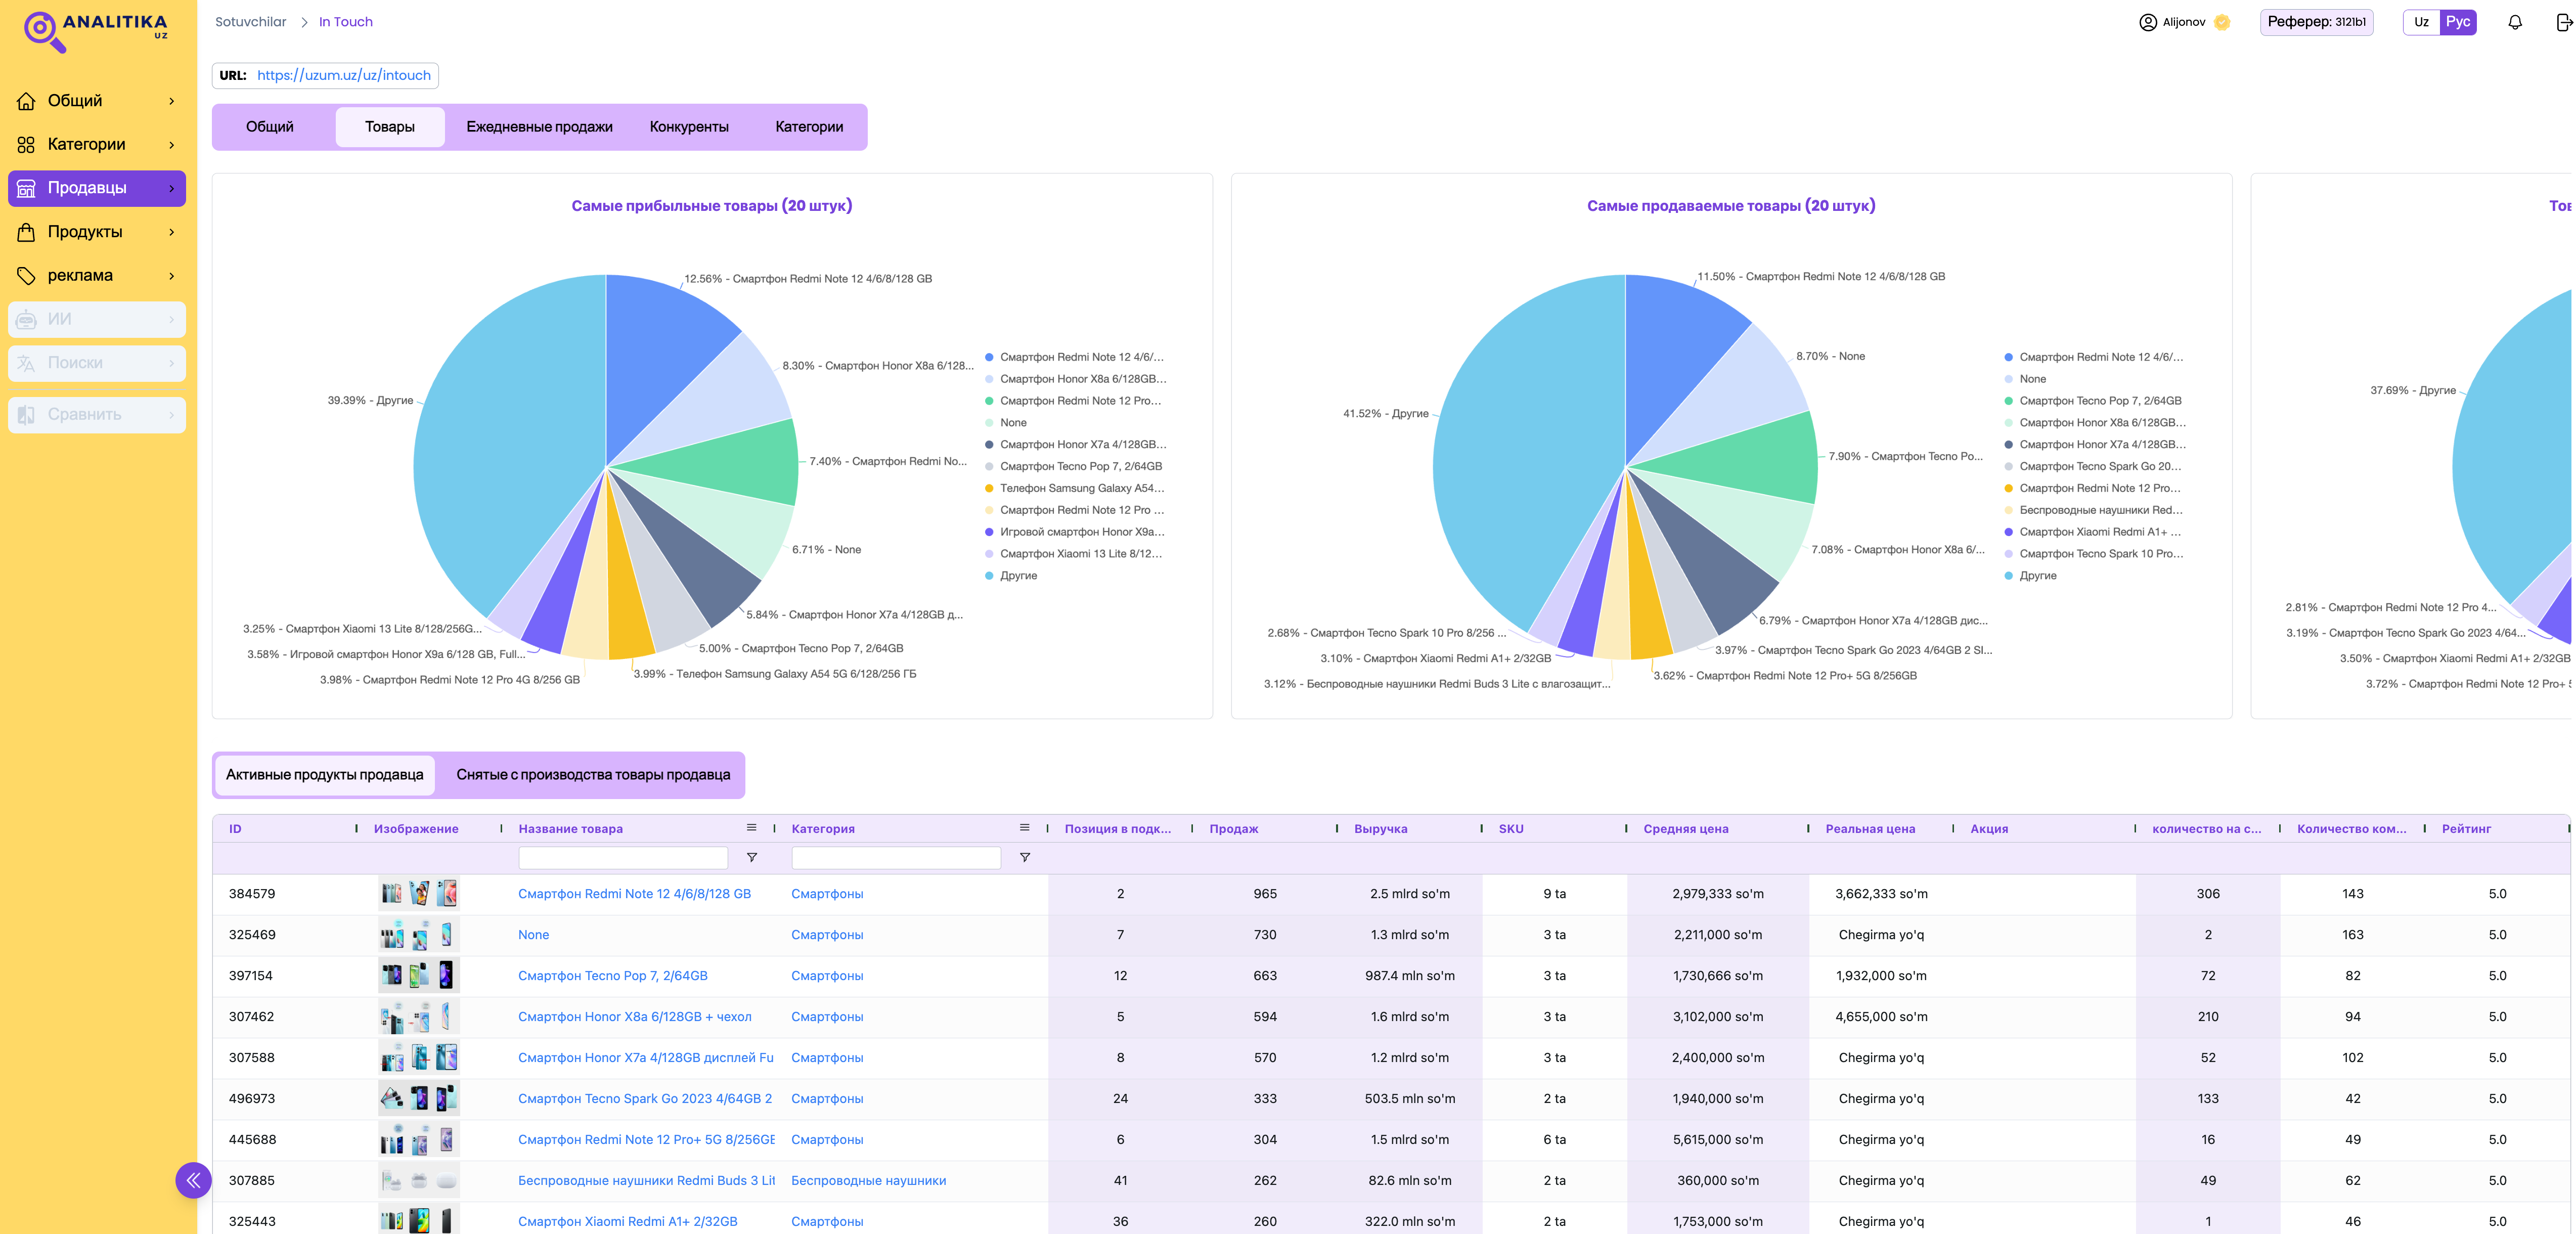 ANALITIKA
UZ
Общий
Категории
Продавцы
Продукты
реклама
ИИ
Поиски
Сравнить
Sotuvchilar > In Touch
Alijonov
Реферер: 3121b1
Uz Рус
URL: https://uzum.uz/uz/intouch
Общий Товары Ежедневные продажи Конкуренты Категории
Самые прибыльные товары (20 штук)
12.56% - Смартфон Redmi Note 12 4/6/8/128 GB
8.30% - Смартфон Honor X8a 6/128...
7.40% - Смартфон Redmi No...
6.71% - None
5.84% - Смартфон Honor X7a 4/128GB д...
5.00% - Смартфон Tecno Pop 7, 2/64GB
3.99% - Телефон Samsung Galaxy A54 5G 6/128/256 ГБ
3.98% - Смартфон Redmi Note 12 Pro 4G 8/256 GB
3.58% - Игровой смартфон Honor X9a 6/128 GB, Full...
3.25% - Смартфон Xiaomi 13 Lite 8/128/256G...
39.39% - Другие
Смартфон Redmi Note 12 4/6/...
Смартфон Honor X8a 6/128GB...
Смартфон Redmi Note 12 Pro...
None
Смартфон Honor X7a 4/128GB...
Смартфон Tecno Pop 7, 2/64GB
Телефон Samsung Galaxy A54...
Смартфон Redmi Note 12 Pro ...
Игровой смартфон Honor X9a...
Смартфон Xiaomi 13 Lite 8/12...
Другие
Самые продаваемые товары (20 штук)
11.50% - Смартфон Redmi Note 12 4/6/8/128 GB
8.70% - None
7.90% - Смартфон Tecno Po...
7.08% - Смартфон Honor X8a 6/...
6.79% - Смартфон Honor X7a 4/128GB дис...
3.97% - Смартфон Tecno Spark Go 2023 4/64GB 2 SI...
3.62% - Смартфон Redmi Note 12 Pro+ 5G 8/256GB
3.12% - Беспроводные наушники Redmi Buds 3 Lite с влагозащит...
3.10% - Смартфон Xiaomi Redmi A1+ 2/32GB
2.68% - Смартфон Tecno Spark 10 Pro 8/256 ...
41.52% - Другие
Смартфон Redmi Note 12 4/6/...
None
Смартфон Tecno Pop 7, 2/64GB
Смартфон Honor X8a 6/128GB...
Смартфон Honor X7a 4/128GB...
Смартфон Tecno Spark Go 20...
Смартфон Redmi Note 12 Pro...
Беспроводные наушники Red...
Смартфон Xiaomi Redmi A1+ ...
Смартфон Tecno Spark 10 Pro...
Другие
37.69% - Другие
2.81% - Смартфон Redmi Note 12 Pro 4...
3.19% - Смартфон Tecno Spark Go 2023 4/64...
3.50% - Смартфон Xiaomi Redmi A1+ 2/32GB
3.72% - Смартфон Redmi Note 12 Pro+
Активные продукты продавца Снятые с производства товары продавца
ID Изображение Название товара Категория Позиция в подк... Продаж Выручка SKU Средняя цена Реальная цена Акция количество на с... Количество ком... Рейтинг
384579 Смартфон Redmi Note 12 4/6/8/128 GB Смартфоны 2 965 2.5 mlrd so'm 9 ta 2,979,333 so'm 3,662,333 so'm 306 143 5.0
325469 None Смартфоны 7 730 1.3 mlrd so'm 3 ta 2,211,000 so'm Chegirma yo'q 2 163 5.0
397154 Смартфон Tecno Pop 7, 2/64GB Смартфоны 12 663 987.4 mln so'm 3 ta 1,730,666 so'm 1,932,000 so'm 72 82 5.0
307462 Смартфон Honor X8a 6/128GB + чехол Смартфоны 5 594 1.6 mlrd so'm 3 ta 3,102,000 so'm 4,655,000 so'm 210 94 5.0
307588 Смартфон Honor X7a 4/128GB дисплей Fu Смартфоны 8 570 1.2 mlrd so'm 3 ta 2,400,000 so'm Chegirma yo'q 52 102 5.0
496973 Смартфон Tecno Spark Go 2023 4/64GB 2 Смартфоны 24 333 503.5 mln so'm 2 ta 1,940,000 so'm Chegirma yo'q 133 42 5.0
445688 Смартфон Redmi Note 12 Pro+ 5G 8/256GB Смартфоны 6 304 1.5 mlrd so'm 6 ta 5,615,000 so'm Chegirma yo'q 16 49 5.0
307885 Беспроводные наушники Redmi Buds 3 Lit Беспроводные наушники 41 262 82.6 mln so'm 2 ta 360,000 so'm Chegirma yo'q 49 62 5.0
325443 Смартфон Xiaomi Redmi A1+ 2/32GB Смартфоны 36 260 322.0 mln so'm 2 ta 1,753,000 so'm Chegirma yo'q 1 46 5.0